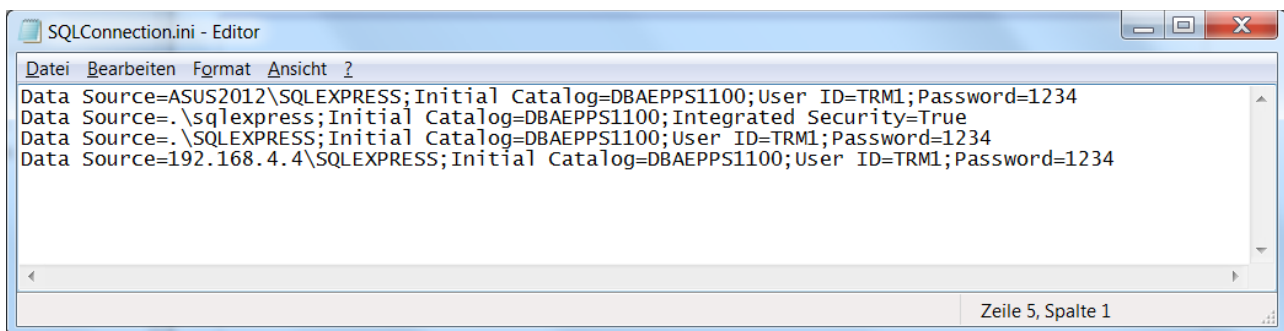 SQLConnection.ini - Editor
Datei Bearbeiten Format Ansicht ?
Data Source=ASUS2012\SQLEXPRESS;Initial Catalog=DBAEPPS1100;User ID=TRM1;Password=1234
Data Source=.\sqlexpress;Initial Catalog=DBAEPPS1100;Integrated Security=True
Data Source=.\SQLEXPRESS;Initial Catalog=DBAEPPS1100;User ID=TRM1;Password=1234
Data Source=192.168.4.4\SQLEXPRESS;Initial Catalog=DBAEPPS1100;User ID=TRM1;Password=1234
Zeile 5, Spalte 1